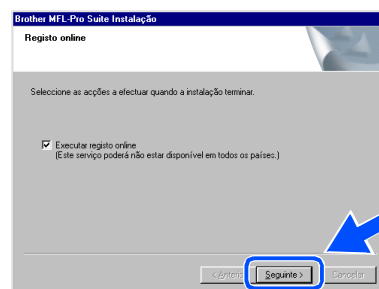 Brother MFL-Pro Suite Instalação
Registo online
Seleccione as acções a efectuar quando a instalação terminar.
Executar registo online
(Este serviço poderá não estar disponível em todos os países.)
< Anterior Seguinte > Cancelar